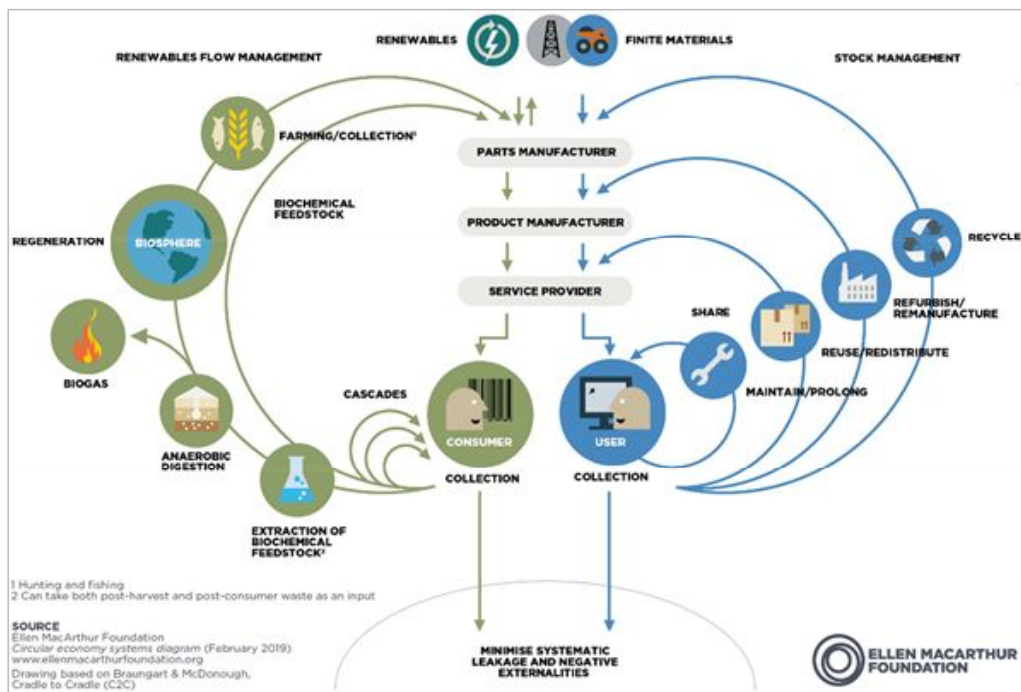 RENEWABLES
FINITE MATERIALS
RENEWABLES FLOW MANAGEMENT
STOCK MANAGEMENT
FARMING/COLLECTION¹
PARTS MANUFACTURER
BIOCHEMICAL
FEEDSTOCK
PRODUCT MANUFACTURER
REGENERATION
BIOSPHERE
RECYCLE
SERVICE PROVIDER
SHARE
REFURBISH/
REMANUFACTURE
11
11
REUSE/REDISTRIBUTE
BIOGAS
CASCADES
MAINTAIN/PROLONG
CONSUMER
USER
ANAEROBIC
DIGESTION
COLLECTION
COLLECTION
EXTRACTION OF
BIOCHEMICAL
FEEDSTOCK²
1 Hunting and fishing
2 Can take both post-harvest and post-consumer waste as an input
SOURCE
Ellen MacArthur Foundation
Circular economy systems diagram (February 2019)
www.ellenmacarthurfoundation.org
Drawing based on Braungart & McDonough,
Cradle to Cradle (C2C)
MINIMISE SYSTEMATIC
LEAKAGE AND NEGATIVE
EXTERNALITIES
ELLEN MACARTHUR
FOUNDATION